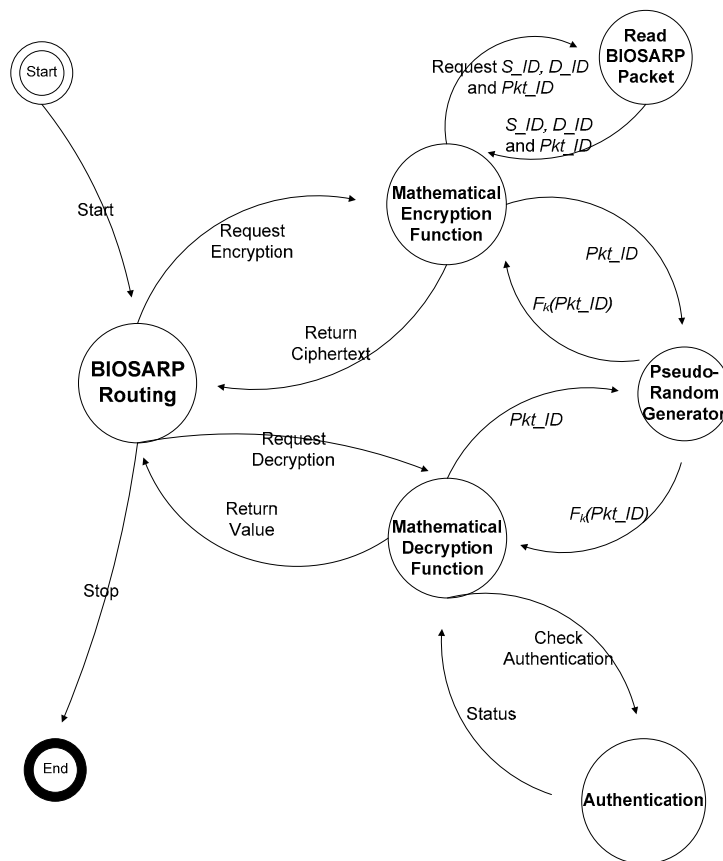 Start
Read
BIOSARP
Packet
Request S_ID, D_ID
and Pkt_ID
S_ID, D_ID
and Pkt_ID
Mathematical
Encryption
Function
Start
Request
Encryption
Pkt_ID
Fk(Pkt_ID)
Return
Ciphertext
BIOSARP
Routing
Pseudo-
Random
Generator
Pkt_ID
Request
Decryption
Return
Value
Mathematical
Decryption
Function
Fk(Pkt_ID)
Stop
Check
Authentication
Status
End
Authentication